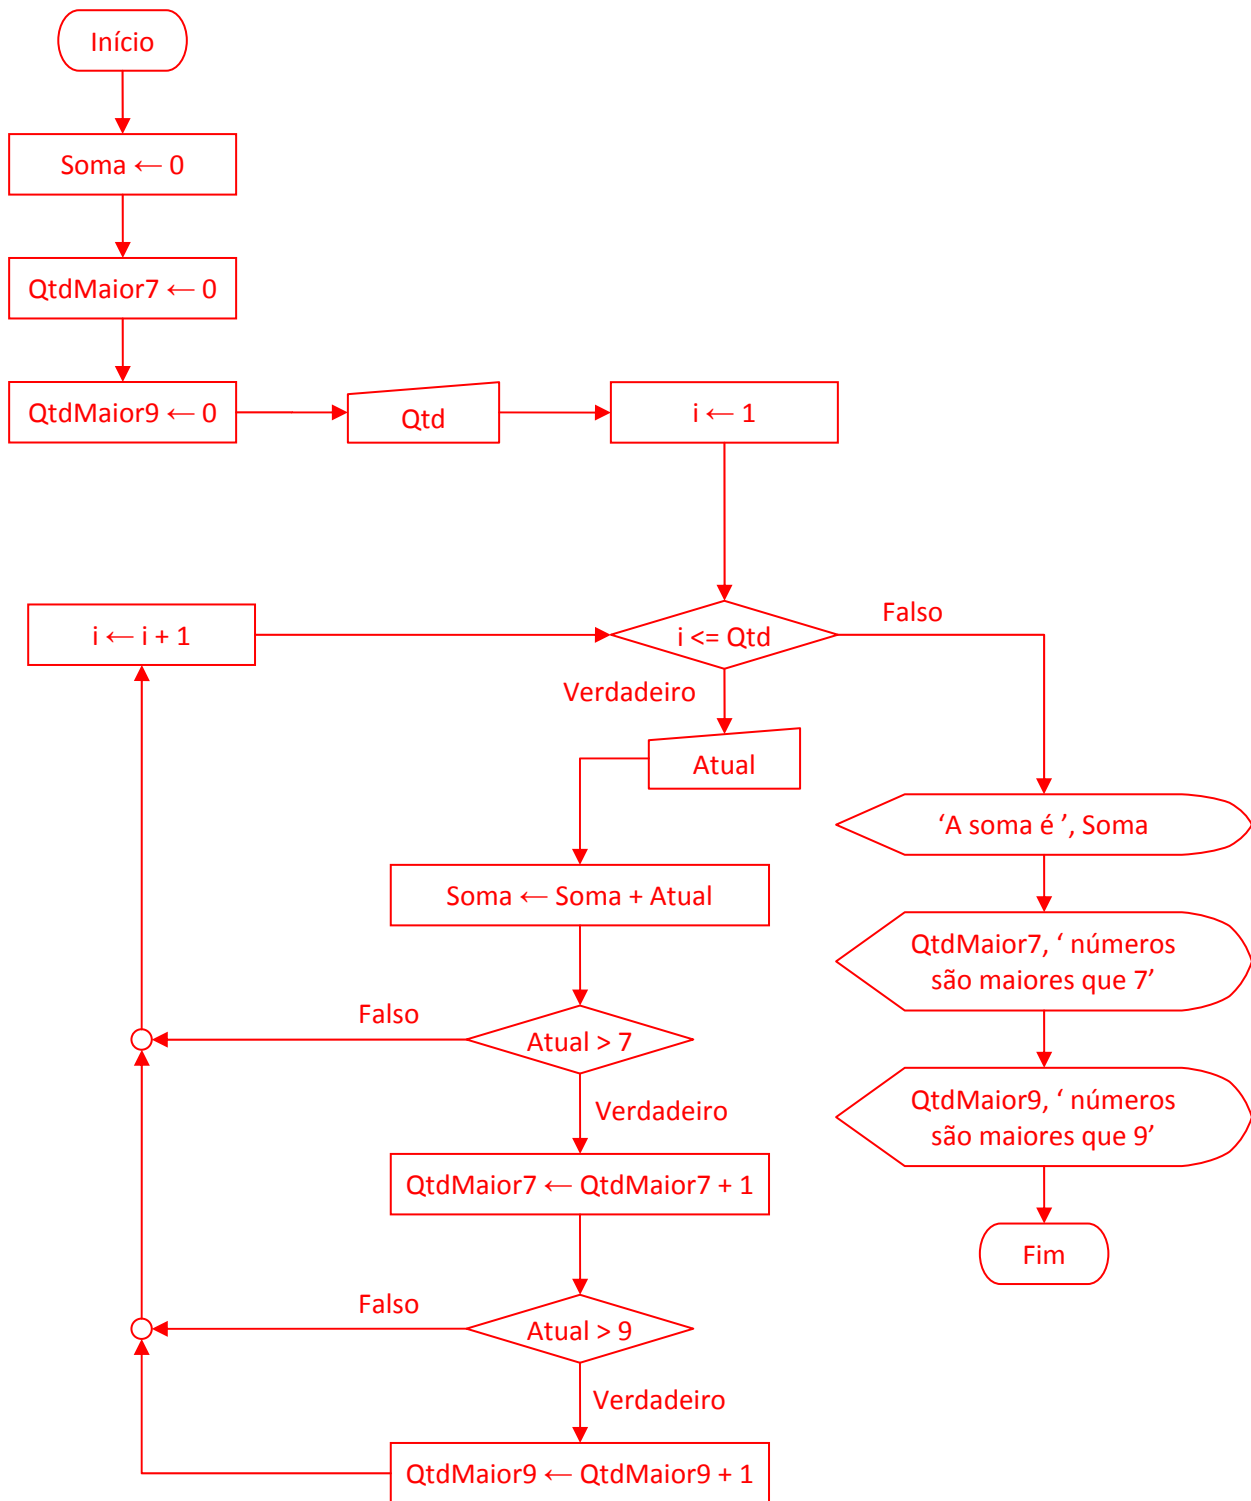 Início
Soma ← 0
QtdMaior7 ← 0
QtdMaior9 ← 0
Qtd
i ← 1
i ← i + 1
i <= Qtd
Falso
Verdadeiro
Atual
‘A soma é ’, Soma
Soma ← Soma + Atual
QtdMaior7, ‘ números
são maiores que 7’
Falso
Atual > 7
Verdadeiro
QtdMaior9, ‘ números
são maiores que 9’
QtdMaior7 ← QtdMaior7 + 1
Fim
Falso
Atual > 9
Verdadeiro
QtdMaior9 ← QtdMaior9 + 1